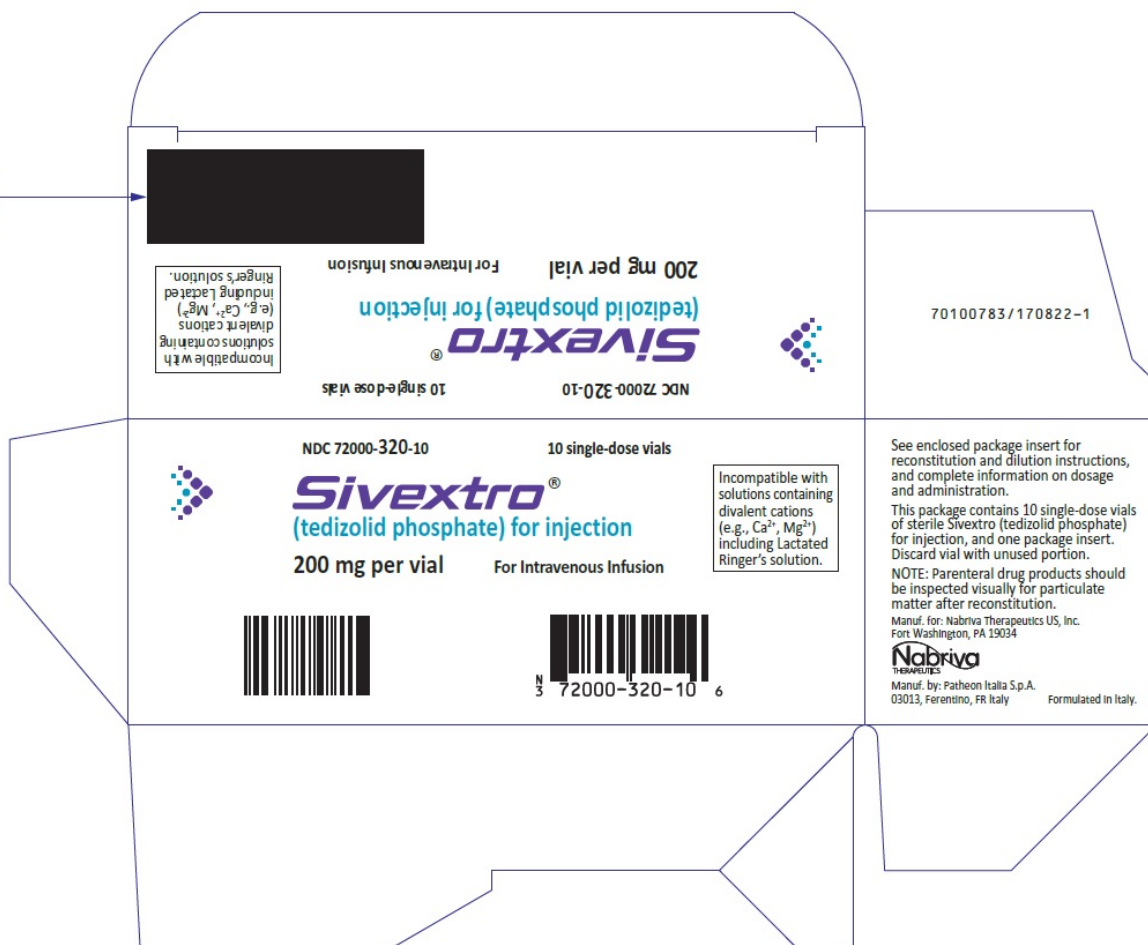 Incompatible with
solutions containing
divalent cations
(e.g., Ca²⁺, Mg²⁺)
including Lactated
Ringer's solution.
NDC 72000-320-10 10 single-dose vials
Sivextro®
(tedizolid phosphate) for injection
200 mg per vial For Intravenous Infusion
70100783/170822-1
NDC 72000-320-10 10 single-dose vials
Sivextro®
(tedizolid phosphate) for injection
200 mg per vial For Intravenous Infusion
Incompatible with
solutions containing
divalent cations
(e.g., Ca²⁺, Mg²⁺)
including Lactated
Ringer's solution.
N
3 72000-320-10 6
See enclosed package insert for
reconstitution and dilution instructions,
and complete information on dosage
and administration.
This package contains 10 single-dose vials
of sterile Sivextro (tedizolid phosphate)
for injection, and one package insert.
Discard vial with unused portion.
NOTE: Parenteral drug products should
be inspected visually for particulate
matter after reconstitution.
Manuf. for: Nabriva Therapeutics US, Inc.
Fort Washington, PA 19034
Nabriva
THERAPEUTICS
Manuf. by: Patheon Italia S.p.A.
03013, Ferentino, FR Italy Formulated in Italy.